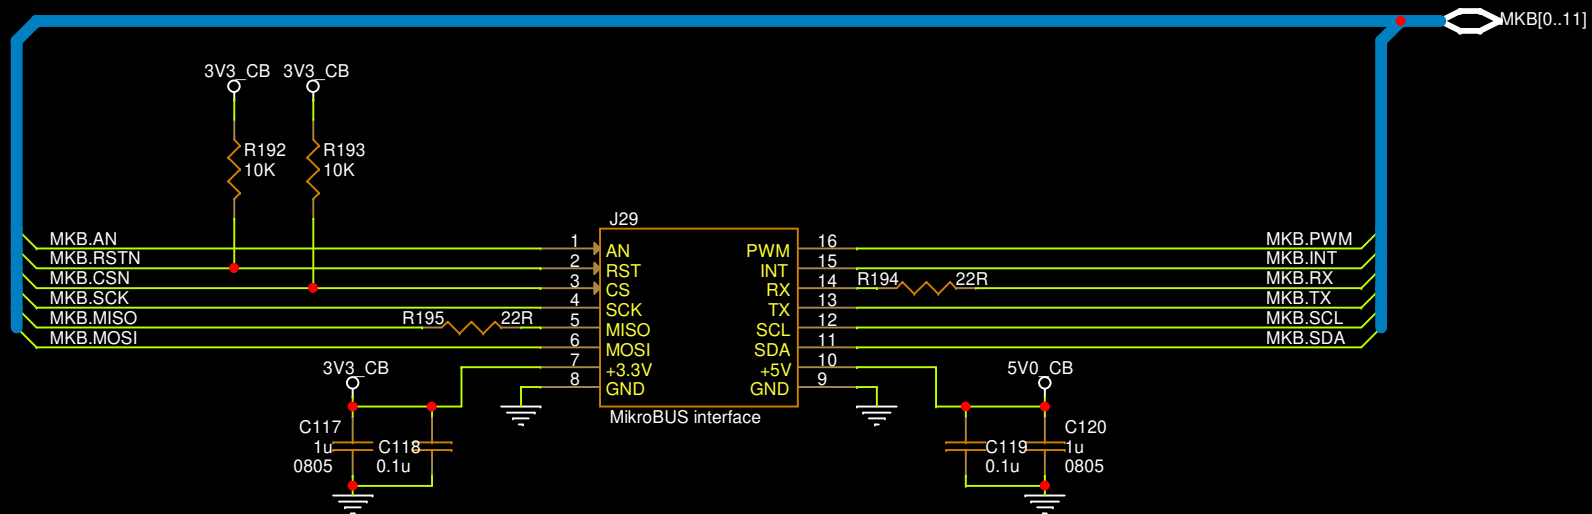 MKB[0..11]
3V3_CB
3V3_CB
R192
10K
R193
10K
J29
MKB.AN
MKB.RSTN
MKB.CSN
MKB.SCK
MKB.MISO
MKB.MOSI
R195
22R
1
2
3
4
5
6
7
8
AN
RST
CS
SCK
MISO
MOSI
+3.3V
GND
PWM
INT
RX
TX
SCL
SDA
+5V
GND
16
15
14
13
12
11
10
9
R194
22R
MKB.PWM
MKB.INT
MKB.RX
MKB.TX
MKB.SCL
MKB.SDA
MikroBUS interface
3V3_CB
C117
1u
0805
C118
0.1u
5V0_CB
C119
0.1u
C120
1u
0805